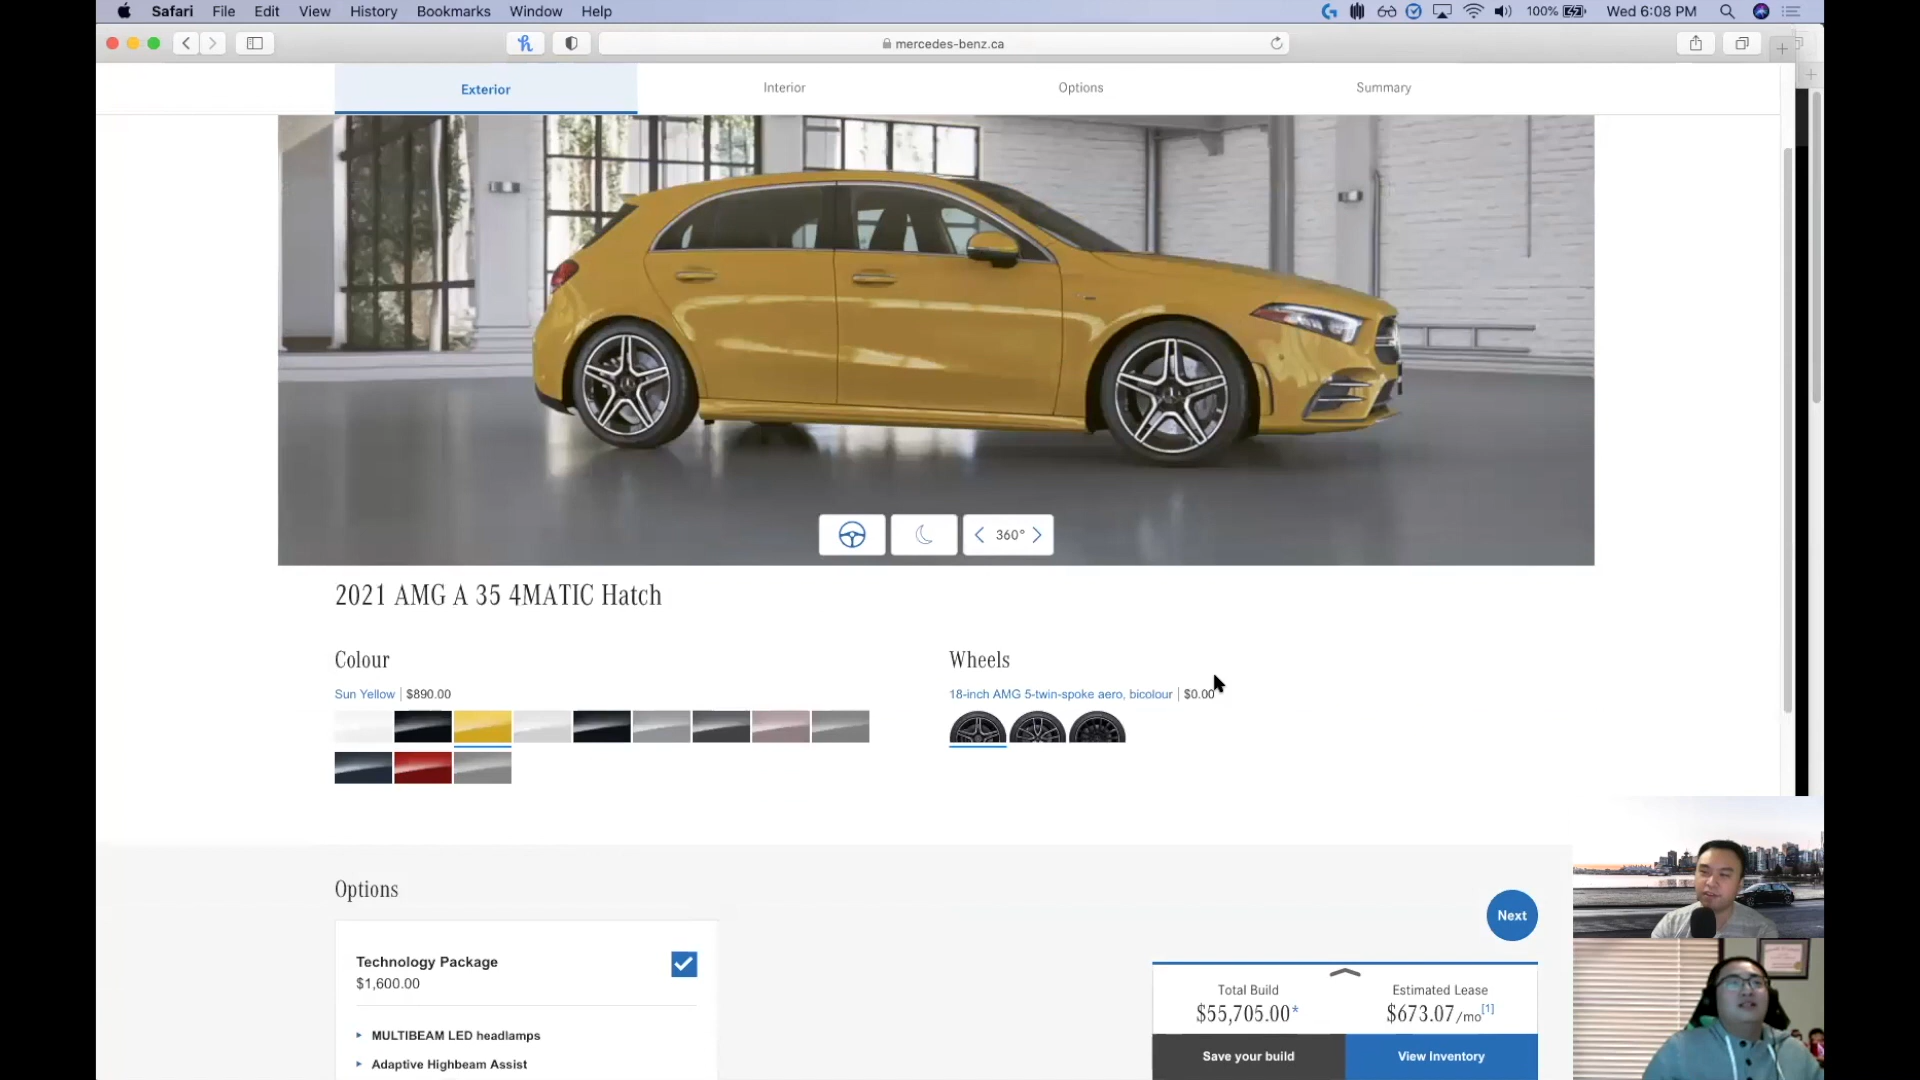 Safari File Edit View History Bookmarks Window Help 100% Wed 6:08 PM
mercedes-benz.ca
Exterior Interior Options Summary
360°
2021 AMG A 35 4MATIC Hatch
Colour Wheels
Sun Yellow | $890.00 18-inch AMG 5-twin-spoke aero, bicolour | $0.00
Options
Next
Technology Package
$1,600.00
MULTIBEAM LED headlamps
Adaptive Highbeam Assist
Total Build Estimated Lease
$55,705.00* $673.07/mo[1]
Save your build View Inventory